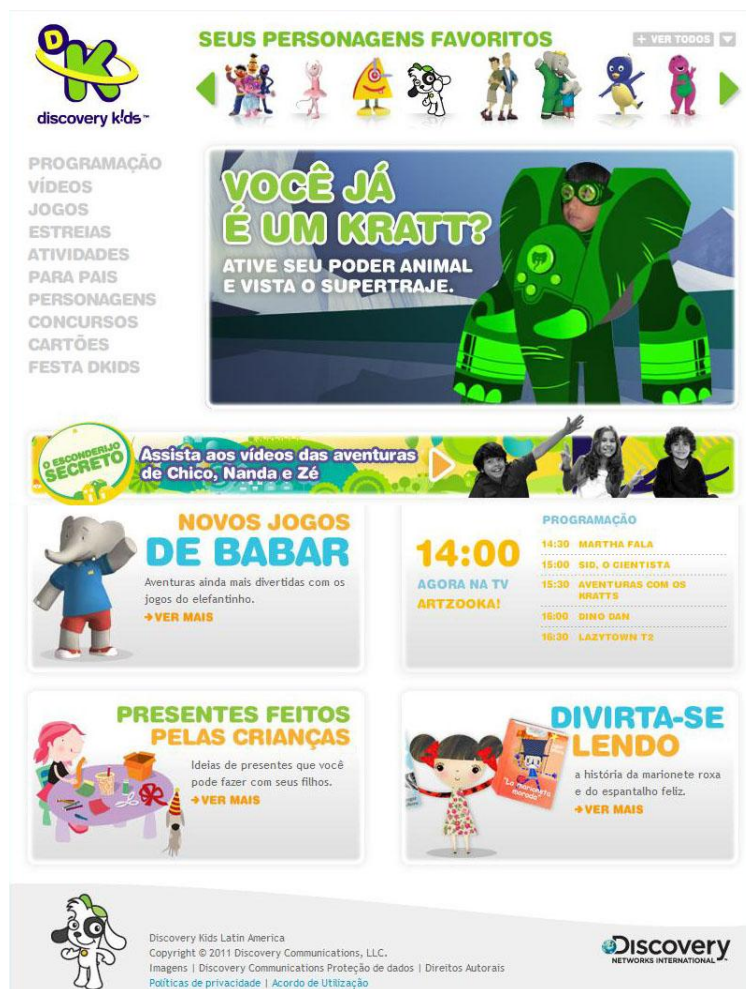 DK
discovery k!ds™
SEUS PERSONAGENS FAVORITOS
+ VER TODOS
PROGRAMAÇÃO
VÍDEOS
JOGOS
ESTREIAS
ATIVIDADES
PARA PAIS
PERSONAGENS
CONCURSOS
CARTÕES
FESTA DKIDS
VOCÊ JÁ
É UM KRATT?
ATIVE SEU PODER ANIMAL
E VISTA O SUPERTRAJE.
O ESCONDERIJO
SECRETO
Assista aos vídeos das aventuras
de Chico, Nanda e Zé
NOVOS JOGOS
DE BABAR
Aventuras ainda mais divertidas com os
jogos do elefantinho.
VER MAIS
14:00
AGORA NA TV
ARTZOOKA!
PROGRAMAÇÃO
14:30 MARTHA FALA
15:00 SID, O CIENTISTA
15:30 AVENTURAS COM OS
KRATTS
16:00 DINO DAN
16:30 LAZYTOWN T2
PRESENTES FEITOS
PELAS CRIANÇAS
Ideias de presentes que você
pode fazer com seus filhos.
VER MAIS
DIVIRTA-SE
LENDO
a história da marionete roxa
e do espantalho feliz.
VER MAIS
"La marioneta
morada"
Discovery Kids Latin America
Copyright © 2011 Discovery Communications, LLC.
Imagens | Discovery Communications Proteção de dados | Direitos Autorais
Políticas de privacidade | Acordo de Utilização
Discovery
NETWORKS INTERNATIONAL™